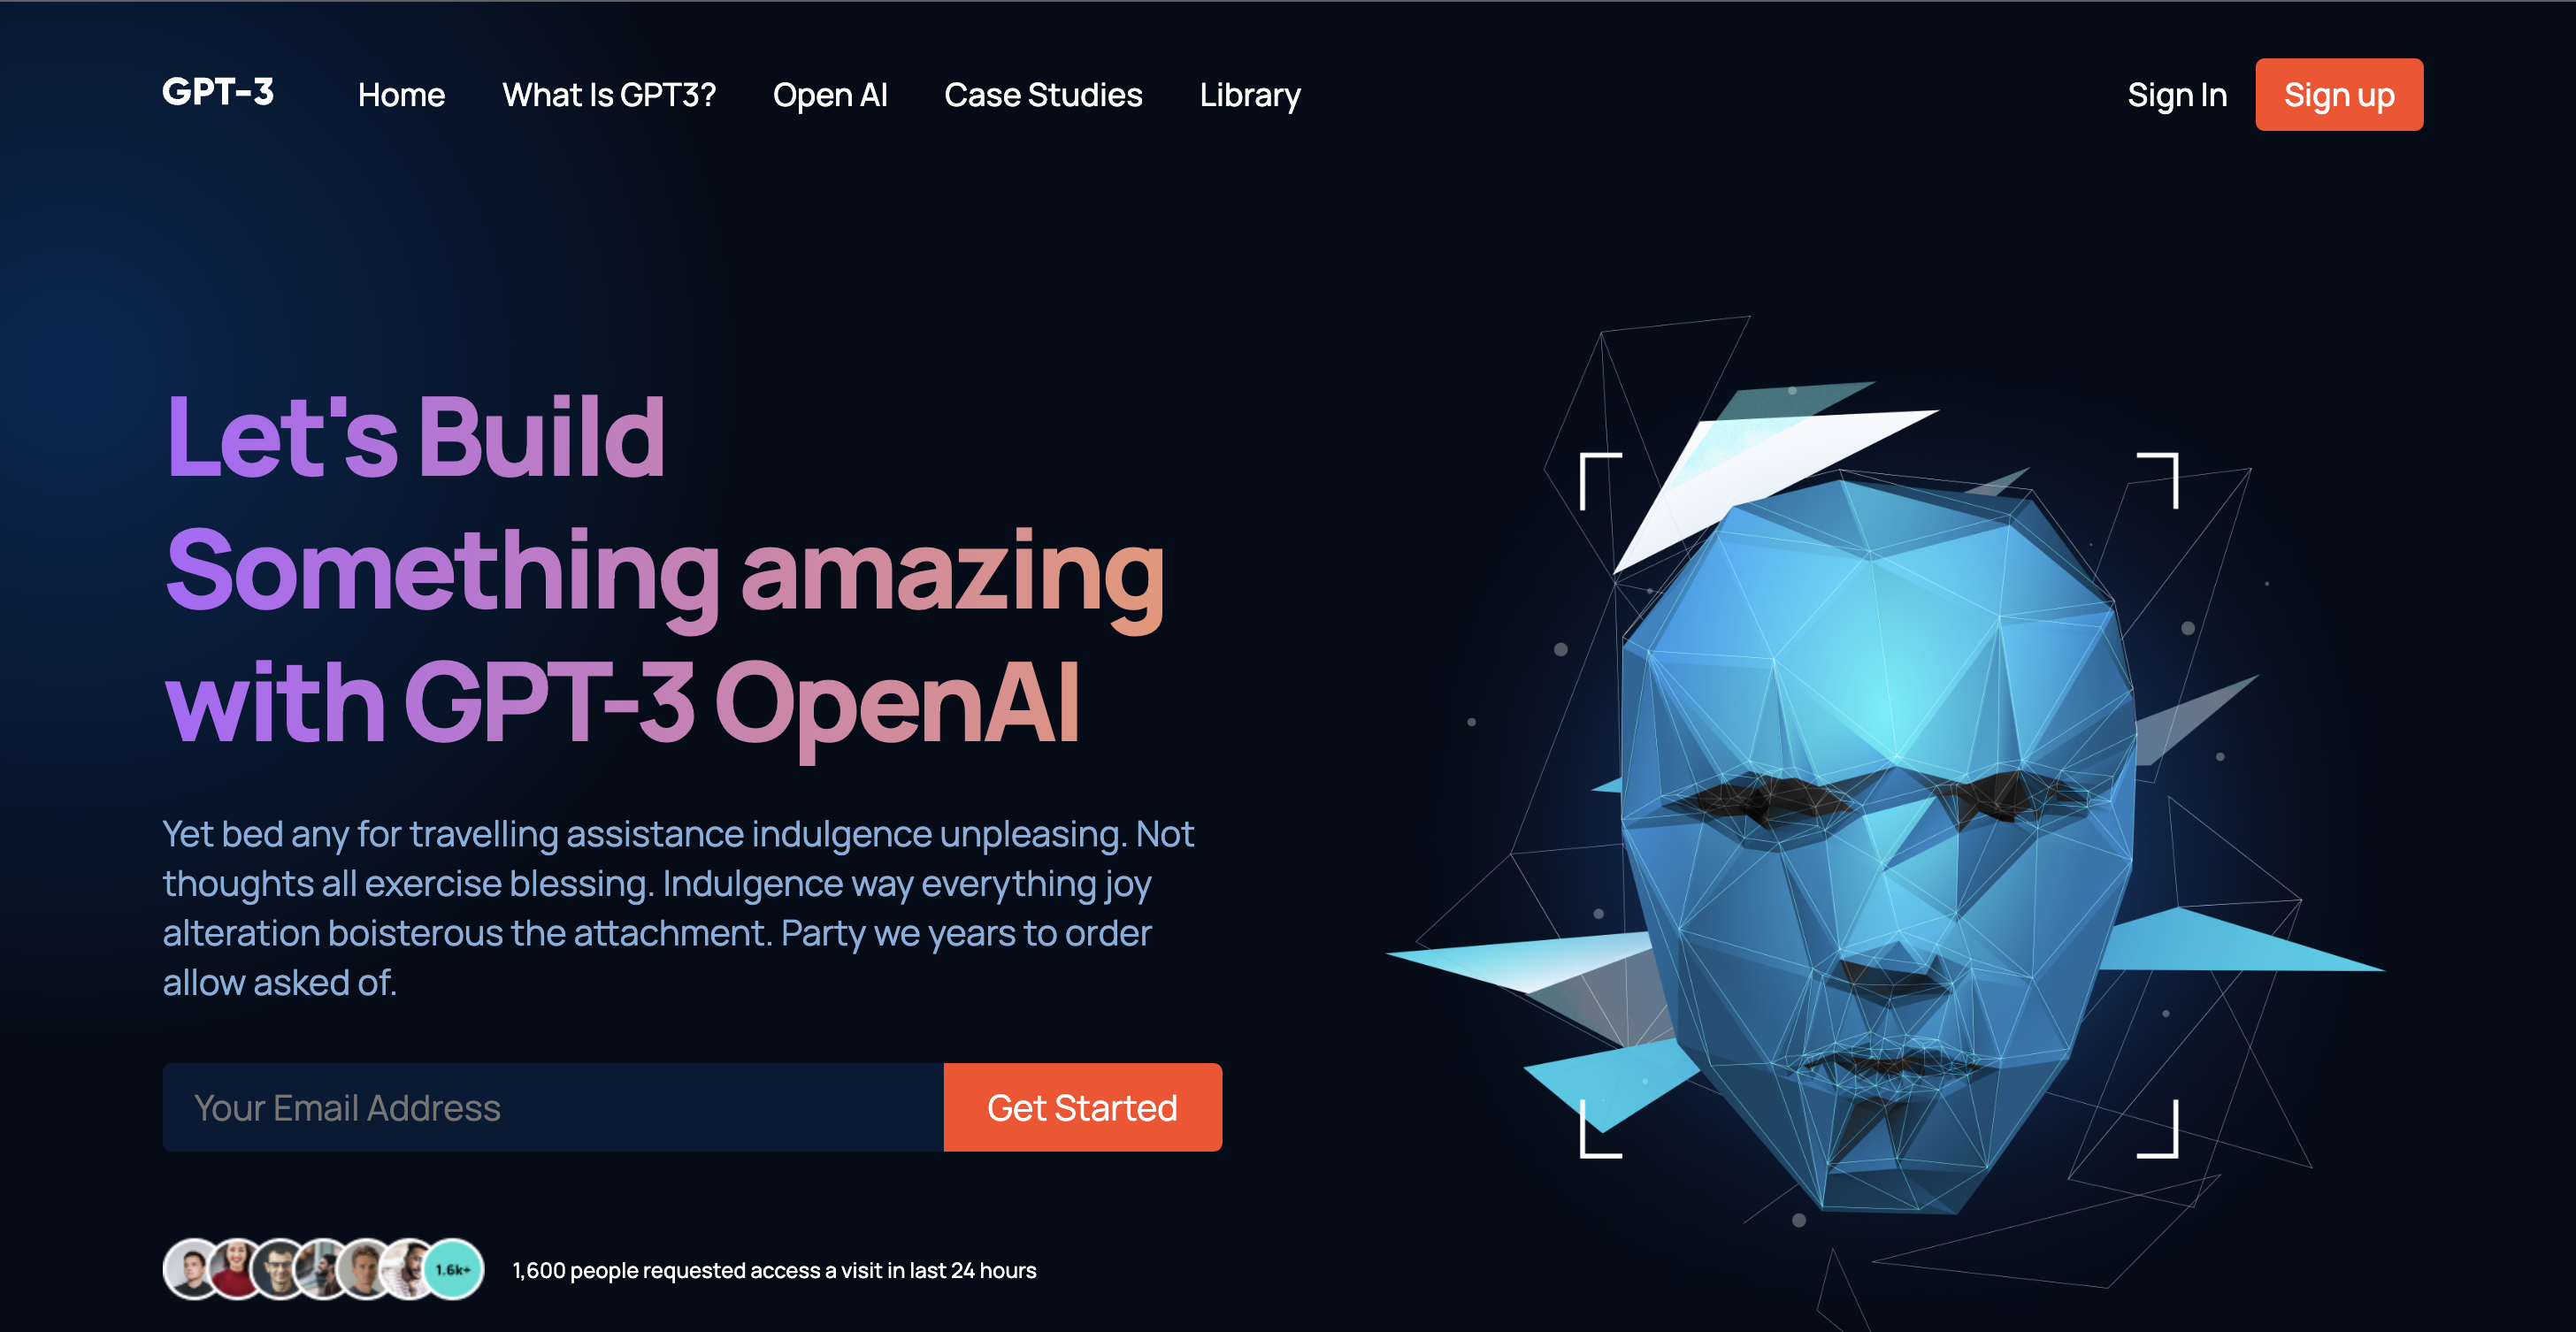 GPT-3
Home
What Is GPT3?
Open AI
Case Studies
Library
Sign In
Sign up
Let's Build
Something amazing
with GPT-3 OpenAI
Yet bed any for travelling assistance indulgence unpleasing. Not
thoughts all exercise blessing. Indulgence way everything joy
alteration boisterous the attachment. Party we years to order
allow asked of.
Your Email Address
Get Started
1.6k+
1,600 people requested access a visit in last 24 hours